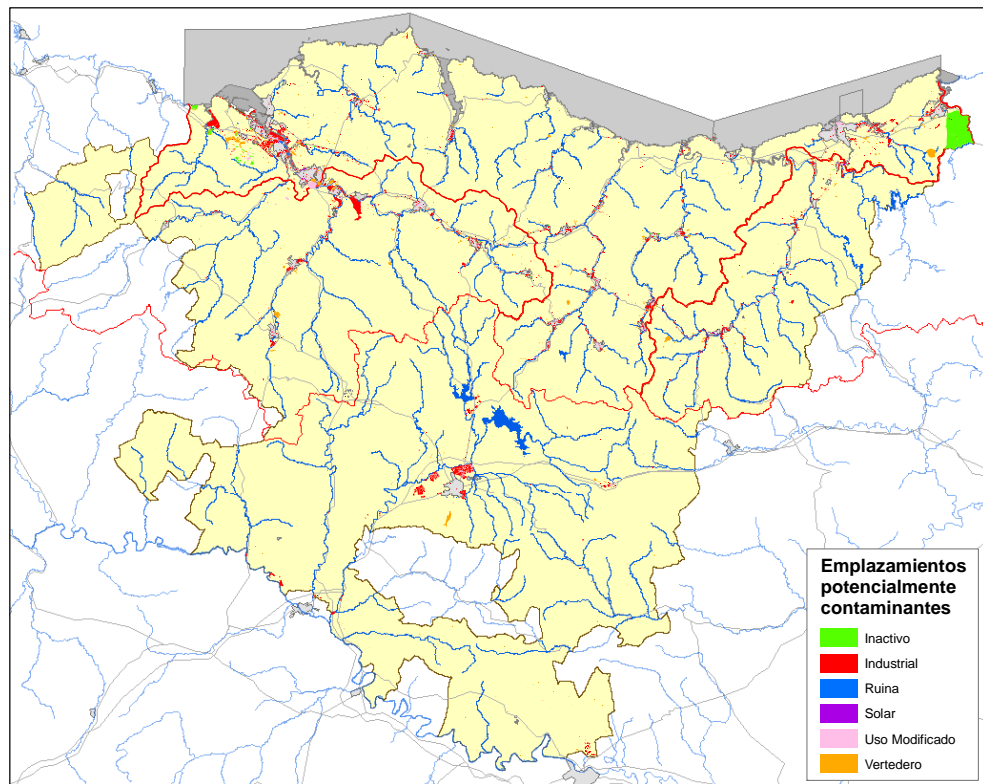 Emplazamientos
potencialmente
contaminantes
Inactivo
Industrial
Ruina
Solar
Uso Modificado
Vertedero